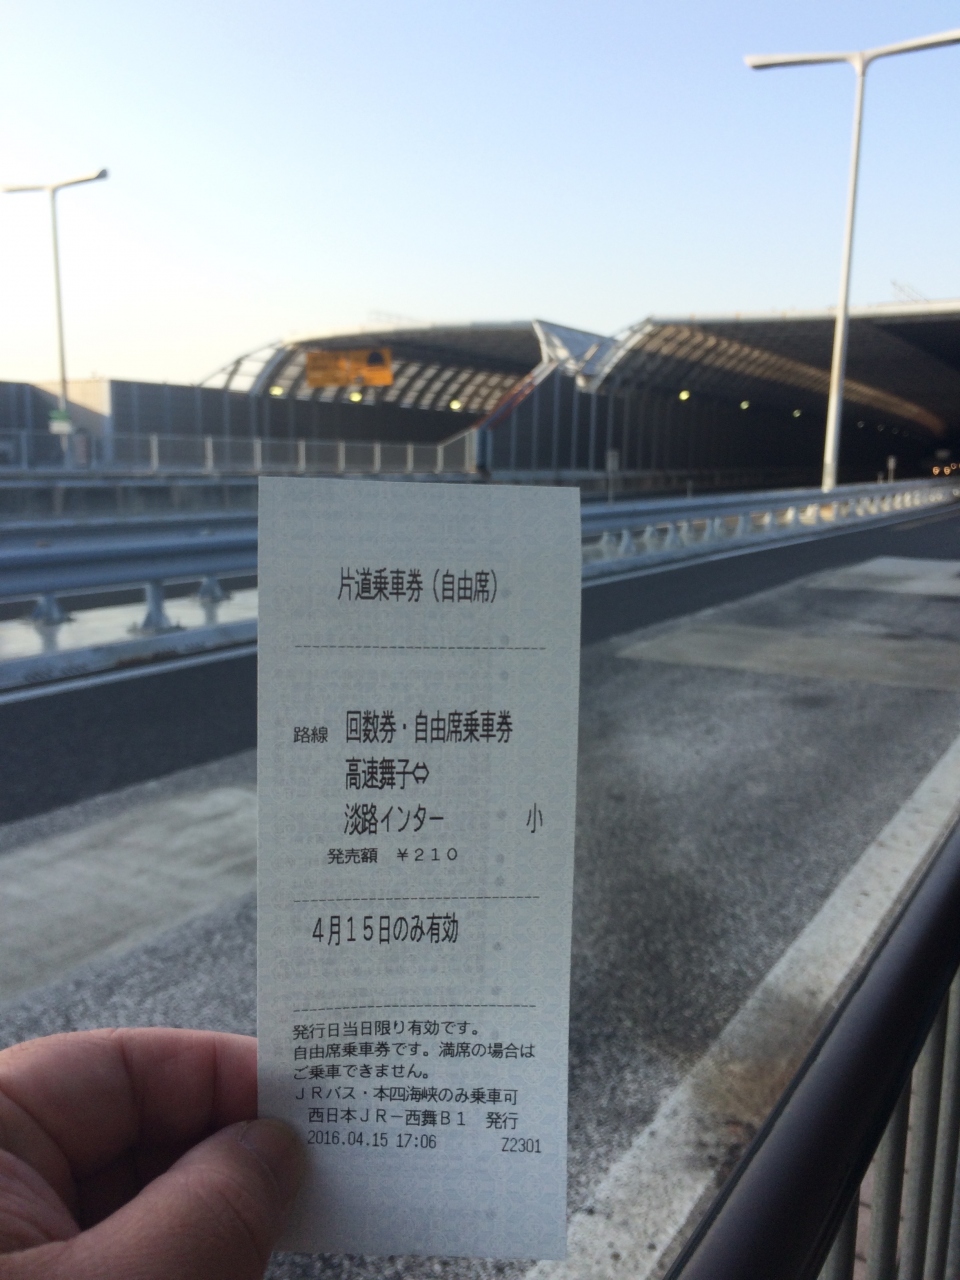 片道乗車券（自由席）
路線 回数券・自由席乗車券
高速舞子⇔
淡路インター 小
発売額 ￥２１０
４月１５日のみ有効
発行日当日限り有効です。
自由席乗車券です。満席の場合は
ご乗車できません。
ＪＲバス・本四海峡のみ乗車可
西日本ＪＲ－西舞Ｂ１ 発行
2016.04.15 17:06 Z2301